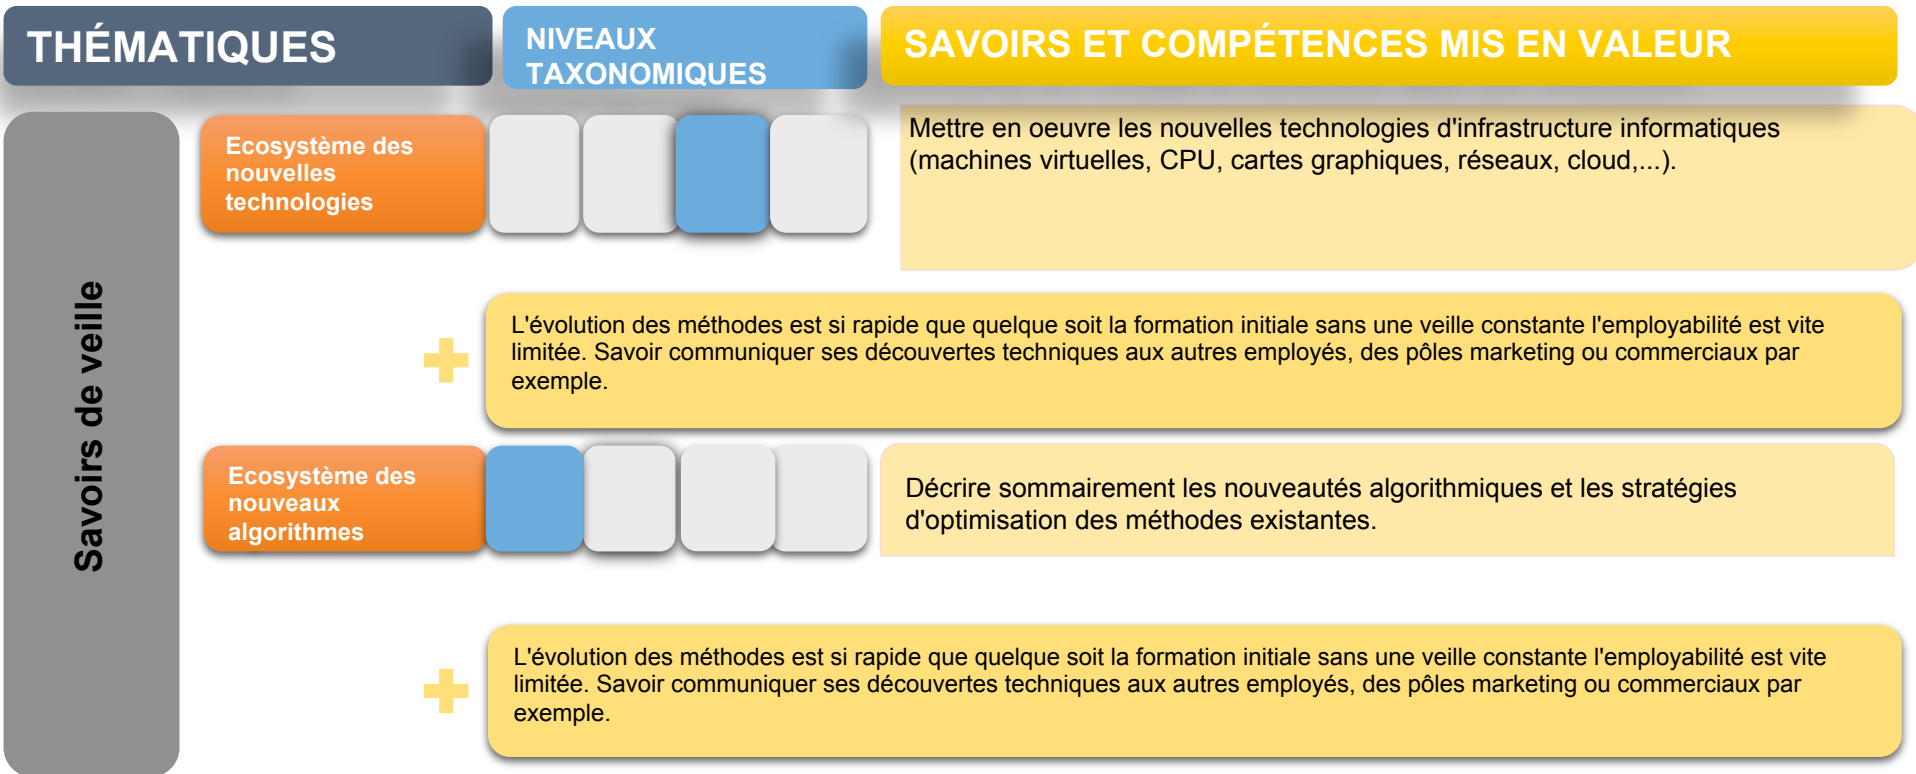 THÉMATIQUES
NIVEAUX
TAXONOMIQUES
SAVOIRS ET COMPÉTENCES MIS EN VALEUR
Savoirs de veille
Ecosystème des
nouvelles
technologies
Mettre en oeuvre les nouvelles technologies d'infrastructure informatiques
(machines virtuelles, CPU, cartes graphiques, réseaux, cloud,...).
L'évolution des méthodes est si rapide que quelque soit la formation initiale sans une veille constante l'employabilité est vite
limitée. Savoir communiquer ses découvertes techniques aux autres employés, des pôles marketing ou commerciaux par
exemple.
Ecosystème des
nouveaux
algorithmes
Décrire sommairement les nouveautés algorithmiques et les stratégies
d'optimisation des méthodes existantes.
L'évolution des méthodes est si rapide que quelque soit la formation initiale sans une veille constante l'employabilité est vite
limitée. Savoir communiquer ses découvertes techniques aux autres employés, des pôles marketing ou commerciaux par
exemple.